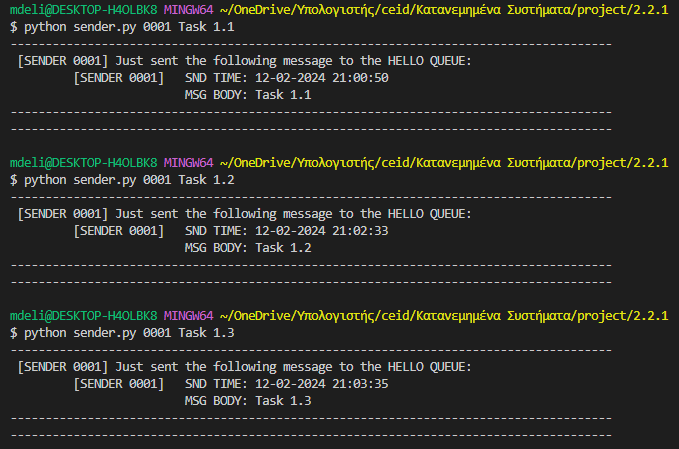 mdeli@DESKTOP-H4OLBK8 MINGW64 ~/OneDrive/Υπολογιστής/ceid/Κατανεμημένα Συστήματα/project/2.2.1
$ python sender.py 0001 Task 1.1
--------------------------------------------------------------------------------------
[SENDER 0001] Just sent the following message to the HELLO QUEUE:
[SENDER 0001] SND TIME: 12-02-2024 21:00:50
MSG BODY: Task 1.1
--------------------------------------------------------------------------------------
--------------------------------------------------------------------------------------
mdeli@DESKTOP-H4OLBK8 MINGW64 ~/OneDrive/Υπολογιστής/ceid/Κατανεμημένα Συστήματα/project/2.2.1
$ python sender.py 0001 Task 1.2
--------------------------------------------------------------------------------------
[SENDER 0001] Just sent the following message to the HELLO QUEUE:
[SENDER 0001] SND TIME: 12-02-2024 21:02:33
MSG BODY: Task 1.2
--------------------------------------------------------------------------------------
--------------------------------------------------------------------------------------
mdeli@DESKTOP-H4OLBK8 MINGW64 ~/OneDrive/Υπολογιστής/ceid/Κατανεμημένα Συστήματα/project/2.2.1
$ python sender.py 0001 Task 1.3
--------------------------------------------------------------------------------------
[SENDER 0001] Just sent the following message to the HELLO QUEUE:
[SENDER 0001] SND TIME: 12-02-2024 21:03:35
MSG BODY: Task 1.3
--------------------------------------------------------------------------------------
--------------------------------------------------------------------------------------